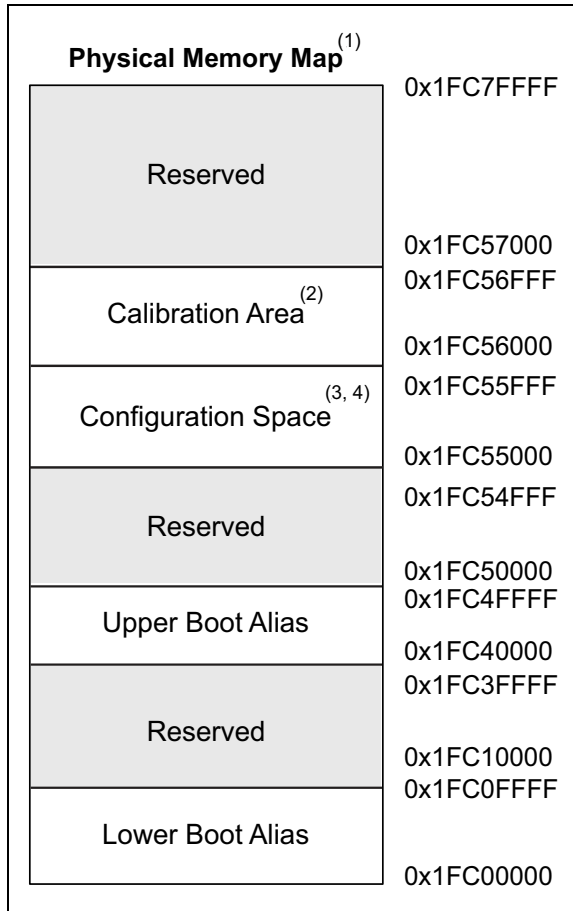 Physical Memory Map(1)
0x1FC7FFFF
Reserved
0x1FC57000
0x1FC56FFF
Calibration Area(2)
0x1FC56000
0x1FC55FFF
Configuration Space(3, 4)
0x1FC55000
0x1FC54FFF
Reserved
0x1FC50000
0x1FC4FFFF
Upper Boot Alias
0x1FC40000
0x1FC3FFFF
Reserved
0x1FC10000
0x1FC0FFFF
Lower Boot Alias
0x1FC00000